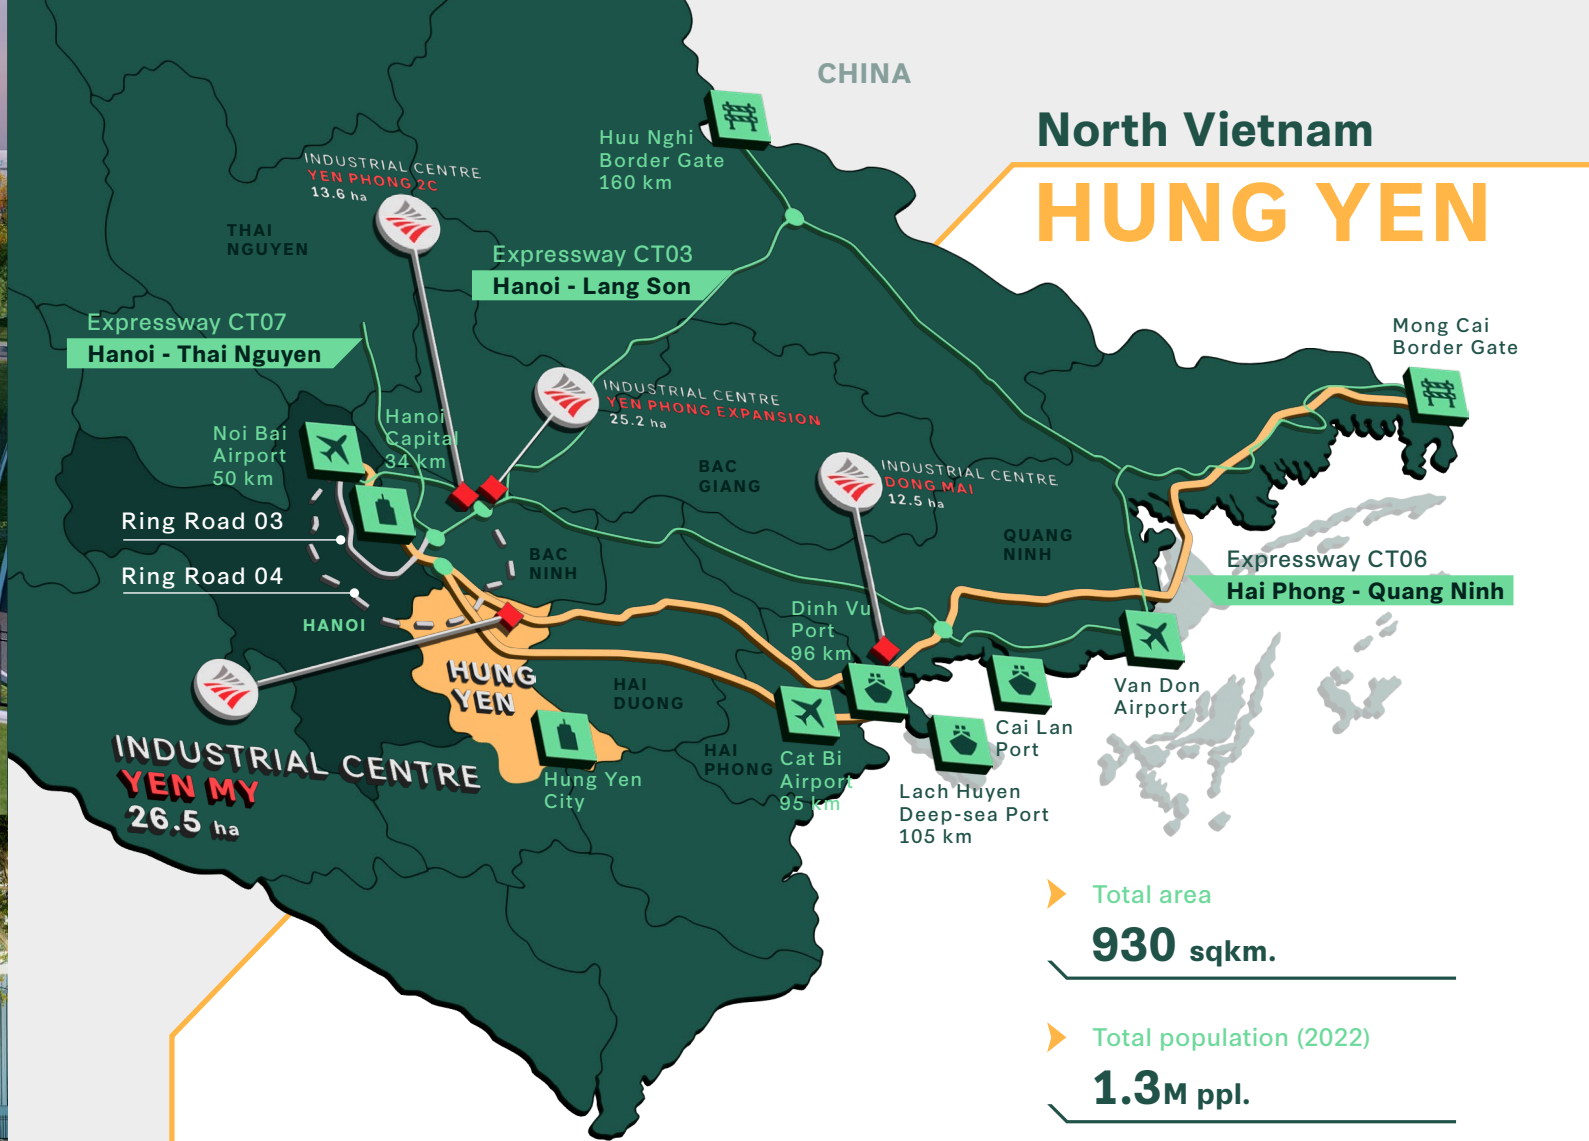 CHINA
North Vietnam
HUNG YEN
Huu Nghi
Border Gate
160 km
INDUSTRIAL CENTRE
YEN PHONG 2C
13.6 ha
THAI
NGUYEN
Expressway CT03
Hanoi - Lang Son
Expressway CT07
Hanoi - Thai Nguyen
Mong Cai
Border Gate
INDUSTRIAL CENTRE
YEN PHONG EXPANSION
25.2 ha
Hanoi
Capital
34 km
Noi Bai
Airport
50 km
BAC
GIANG
INDUSTRIAL CENTRE
DONG MAI
12.5 ha
Ring Road 03
Ring Road 04
BAC
NINH
QUANG
NINH
Expressway CT06
Hai Phong - Quang Ninh
HANOI
Dinh Vu
Port
96 km
HUNG
YEN
HAI
DUONG
Van Don
Airport
INDUSTRIAL CENTRE
YEN MY
26.5 ha
Hung Yen
City
HAI
PHONG
Cat Bi
Airport
95 km
Cai Lan
Port
Lach Huyen
Deep-sea Port
105 km
Total area
930 sqkm.
Total population (2022)
1.3M ppl.